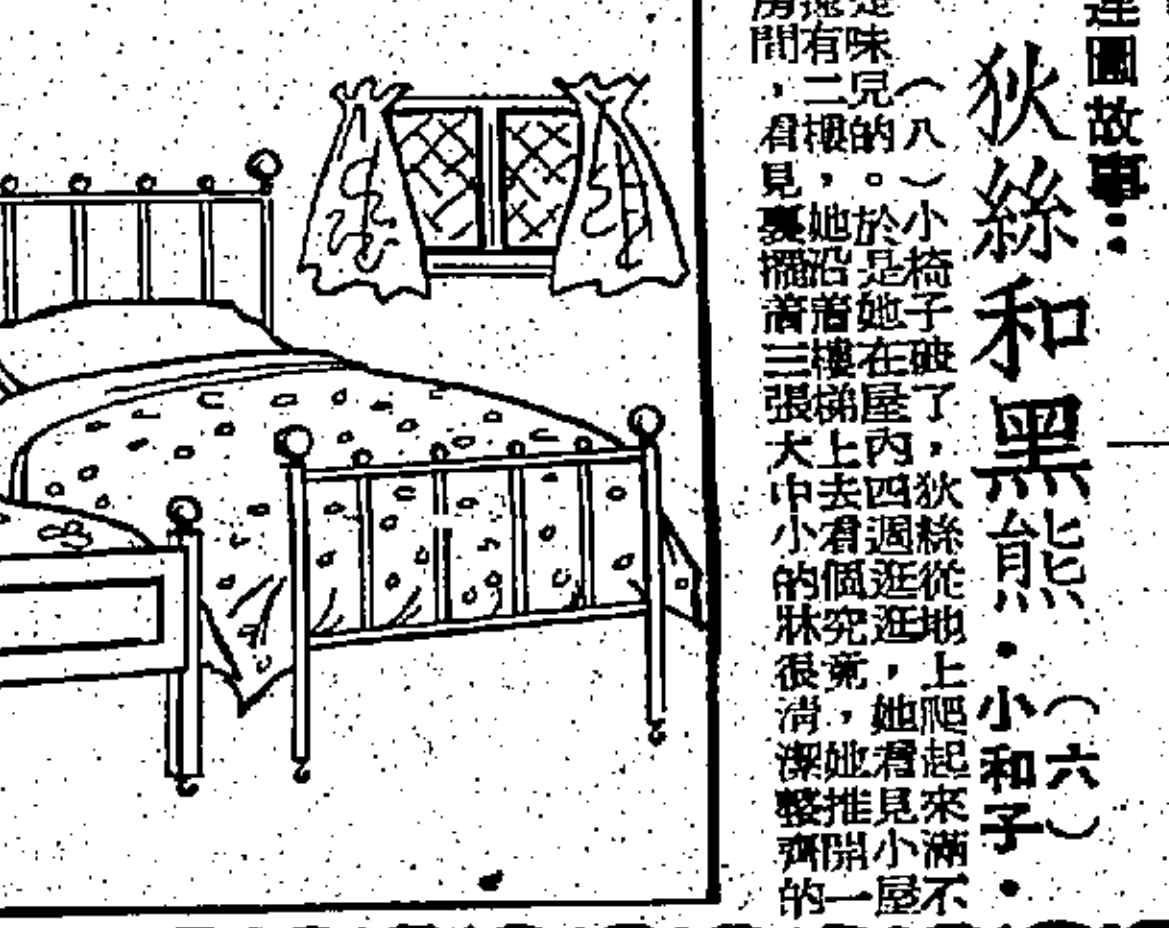 連圖故事：
狄絲和黑熊（六）
・小和子・
（八）小椅子破了，狄絲從地上爬起來滿不
是味兒的。於是她在屋內四週逛逛，她看見小屋
還有二樓，她沿着樓梯上去看個究竟，她推開一
房間，看見裏擺着三張大中小的牀很清潔整齊的